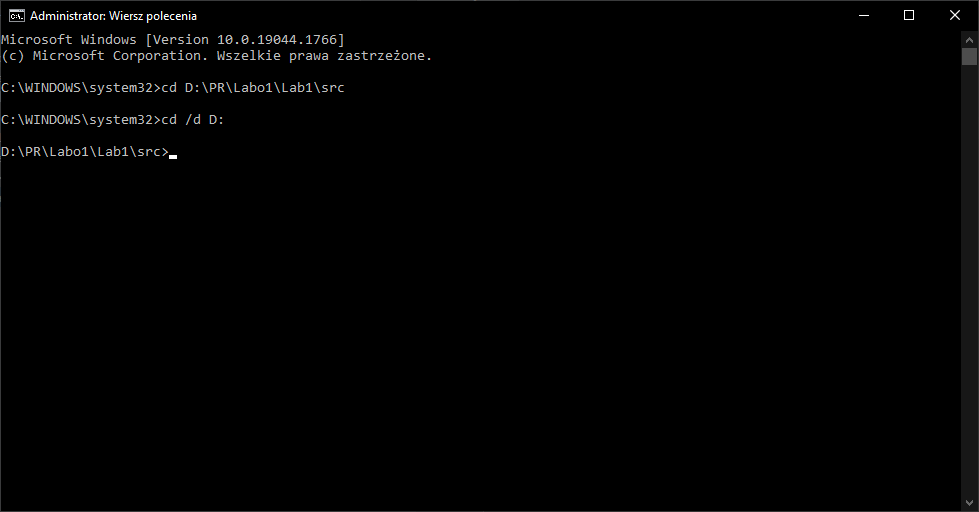 Administrator: Wiersz polecenia
Microsoft Windows [Version 10.0.19044.1766]
(c) Microsoft Corporation. Wszelkie prawa zastrzeżone.
C:\WINDOWS\system32>cd D:\PR\Labo1\Lab1\src
C:\WINDOWS\system32>cd /d D:
D:\PR\Labo1\Lab1\src>